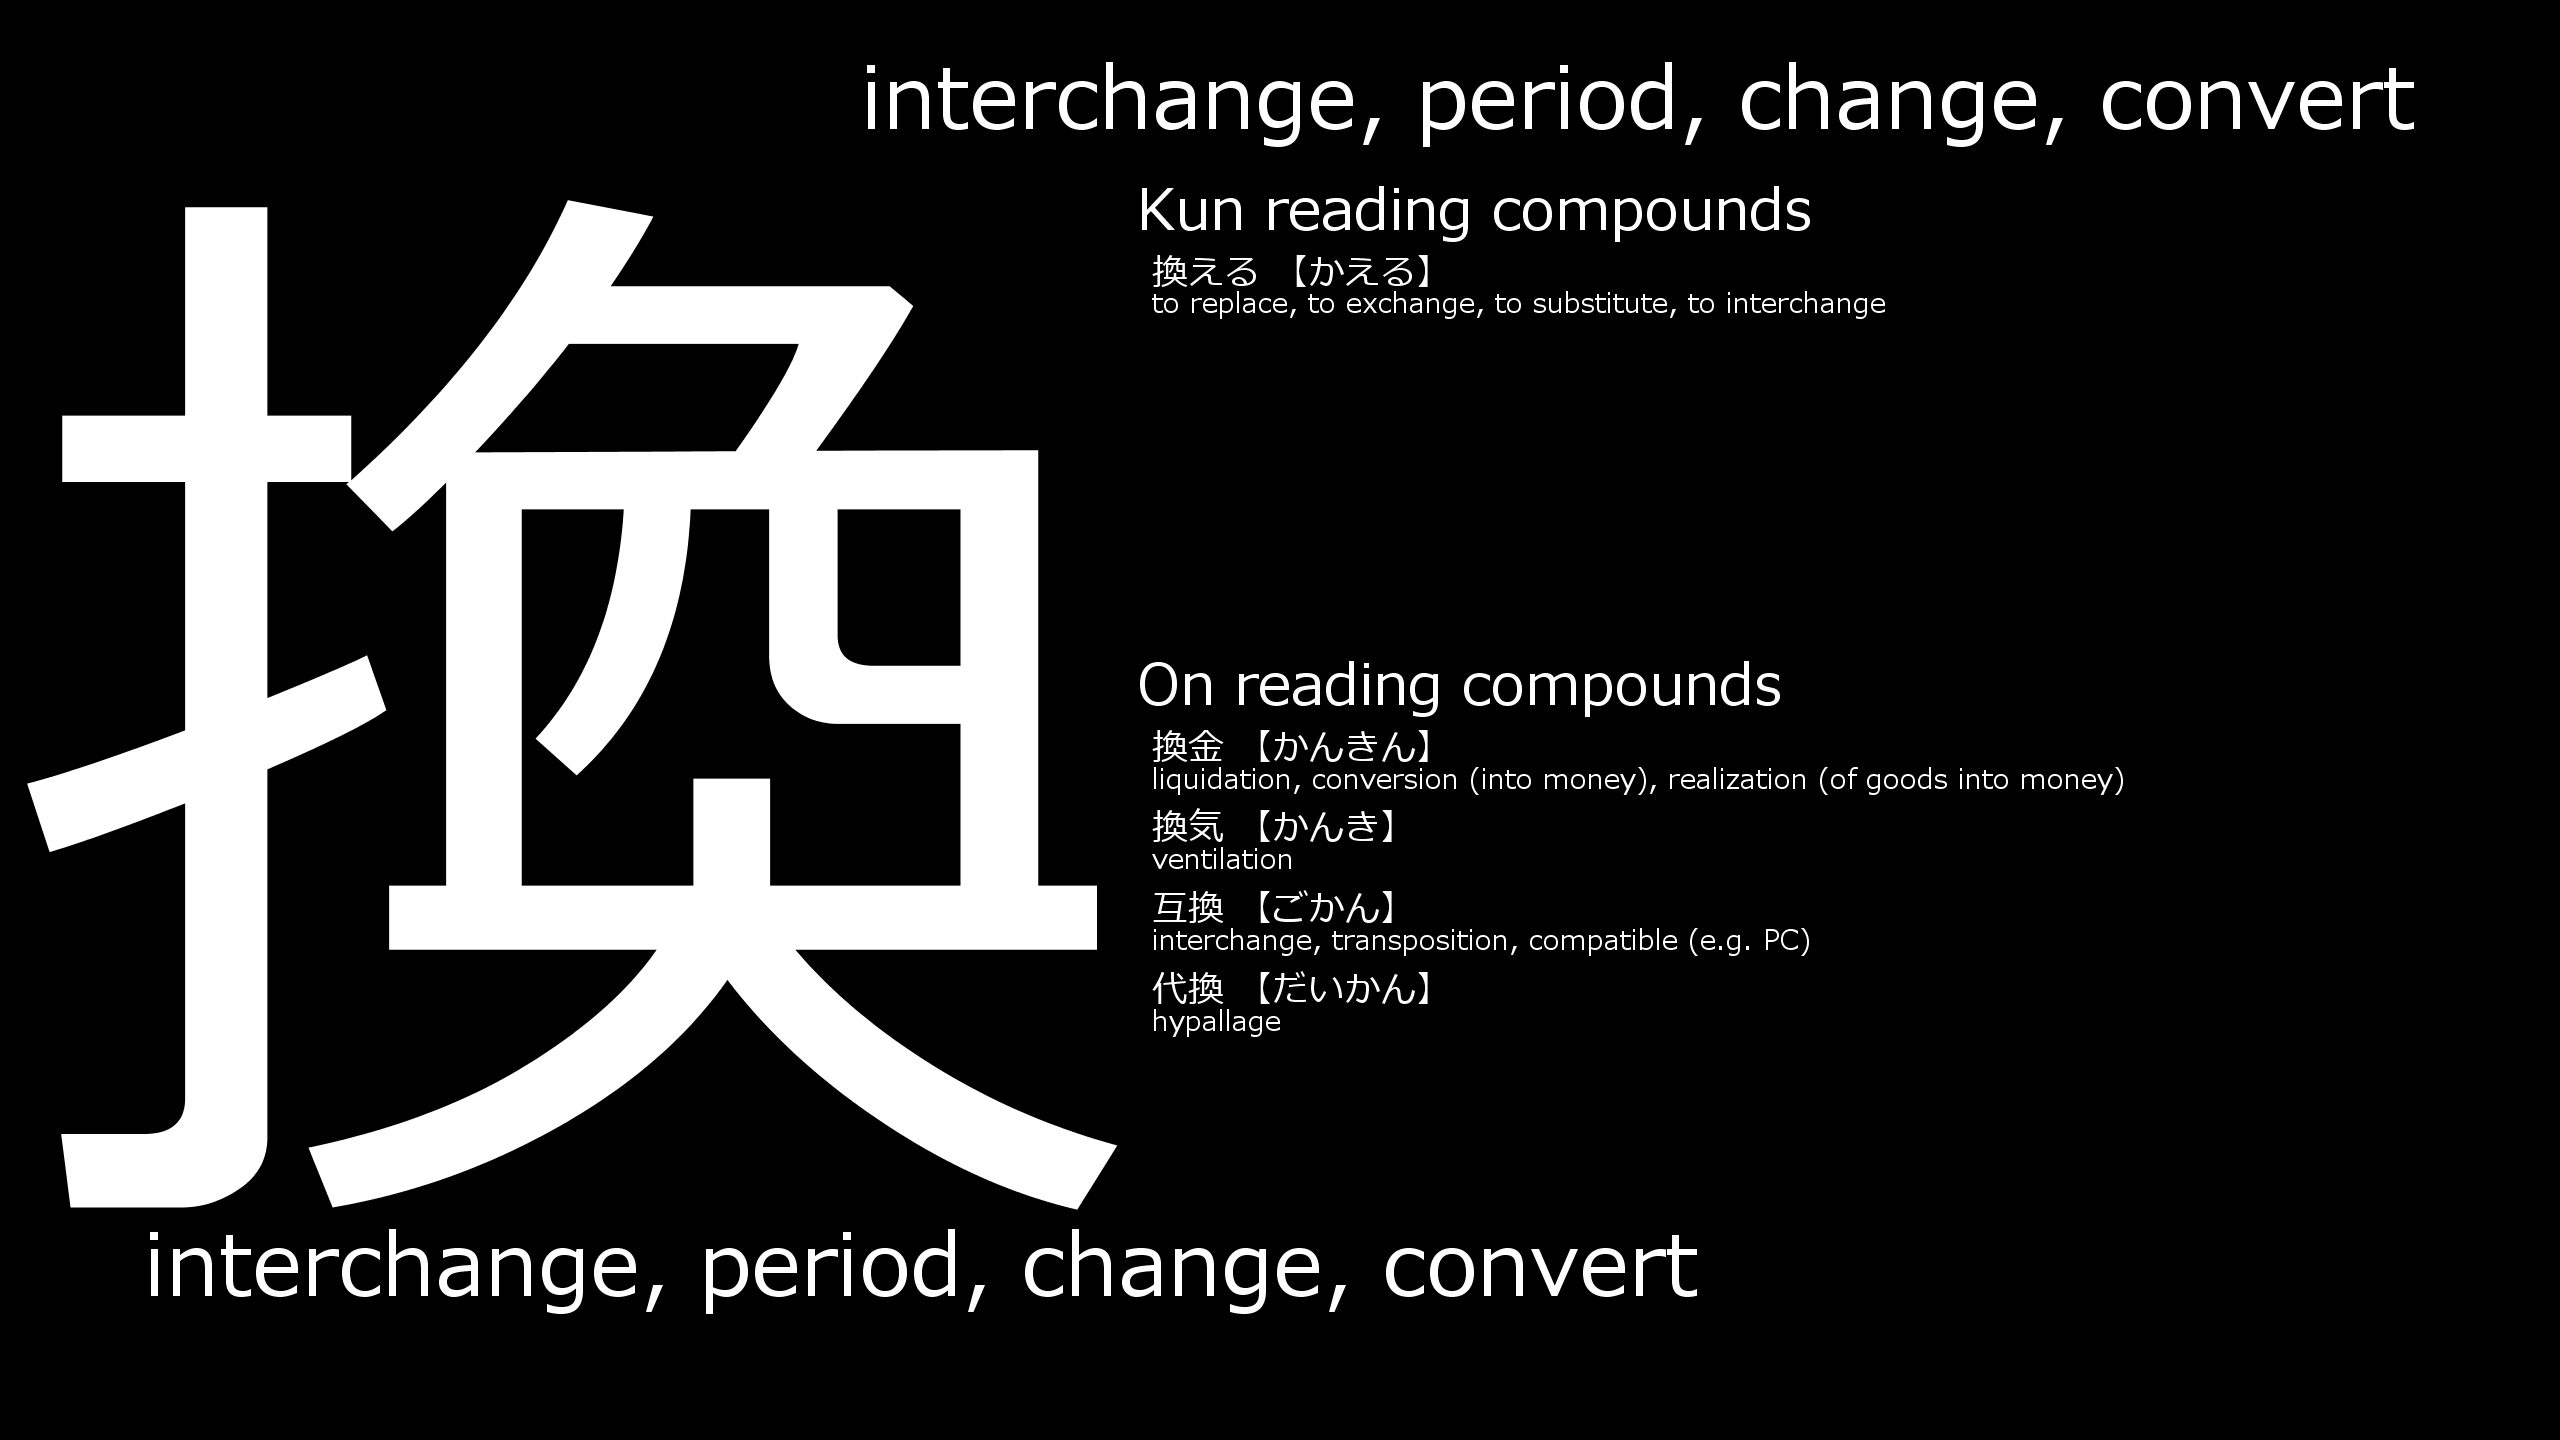 interchange, period, change, convert
換
Kun reading compounds
換える 【かえる】
to replace, to exchange, to substitute, to interchange
On reading compounds
換金 【かんきん】
liquidation, conversion (into money), realization (of goods into money)
換気 【かんき】
ventilation
互換 【ごかん】
interchange, transposition, compatible (e.g. PC)
代換 【だいかん】
hypallage
interchange, period, change, convert